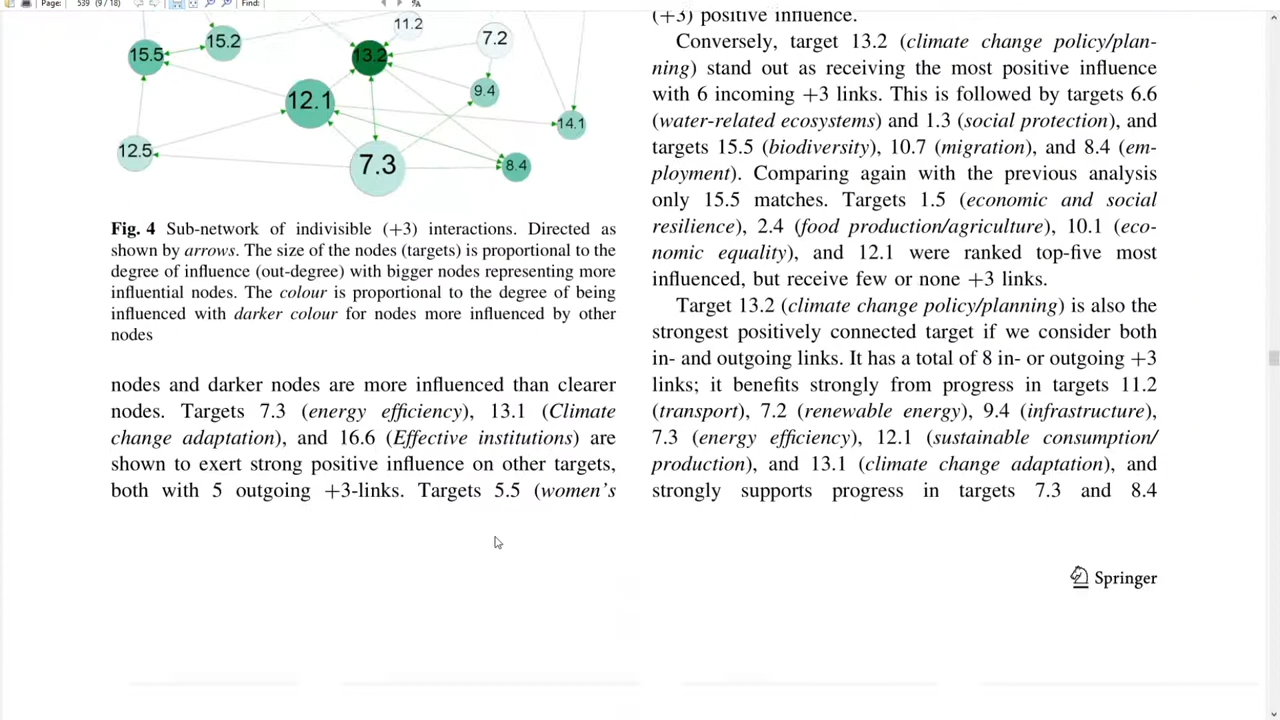 Page: 539 (9 / 18) Find:
11.2
15.2
7.2
15.5
13.2
9.4
12.1
14.1
12.5
7.3
8.4
Fig. 4 Sub-network of indivisible (+3) interactions. Directed as
shown by arrows. The size of the nodes (targets) is proportional to the
degree of influence (out-degree) with bigger nodes representing more
influential nodes. The colour is proportional to the degree of being
influenced with darker colour for nodes more influenced by other
nodes
nodes and darker nodes are more influenced than clearer
nodes. Targets 7.3 (energy efficiency), 13.1 (Climate
change adaptation), and 16.6 (Effective institutions) are
shown to exert strong positive influence on other targets,
both with 5 outgoing +3-links. Targets 5.5 (women's
(+3) positive influence.
Conversely, target 13.2 (climate change policy/plan-
ning) stand out as receiving the most positive influence
with 6 incoming +3 links. This is followed by targets 6.6
(water-related ecosystems) and 1.3 (social protection), and
targets 15.5 (biodiversity), 10.7 (migration), and 8.4 (em-
ployment). Comparing again with the previous analysis
only 15.5 matches. Targets 1.5 (economic and social
resilience), 2.4 (food production/agriculture), 10.1 (eco-
nomic equality), and 12.1 were ranked top-five most
influenced, but receive few or none +3 links.
Target 13.2 (climate change policy/planning) is also the
strongest positively connected target if we consider both
in- and outgoing links. It has a total of 8 in- or outgoing +3
links; it benefits strongly from progress in targets 11.2
(transport), 7.2 (renewable energy), 9.4 (infrastructure),
7.3 (energy efficiency), 12.1 (sustainable consumption/
production), and 13.1 (climate change adaptation), and
strongly supports progress in targets 7.3 and 8.4
Springer